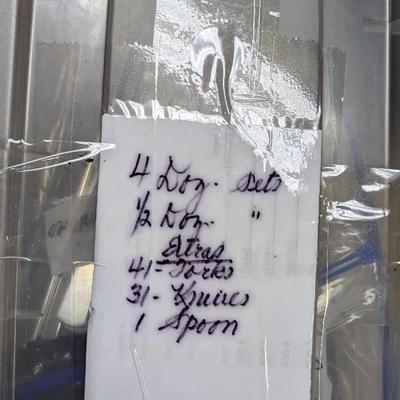 4 Doz. Sets
1/2 Doz. "
Extras
41 - Forks
31 - Knives
1 Spoon